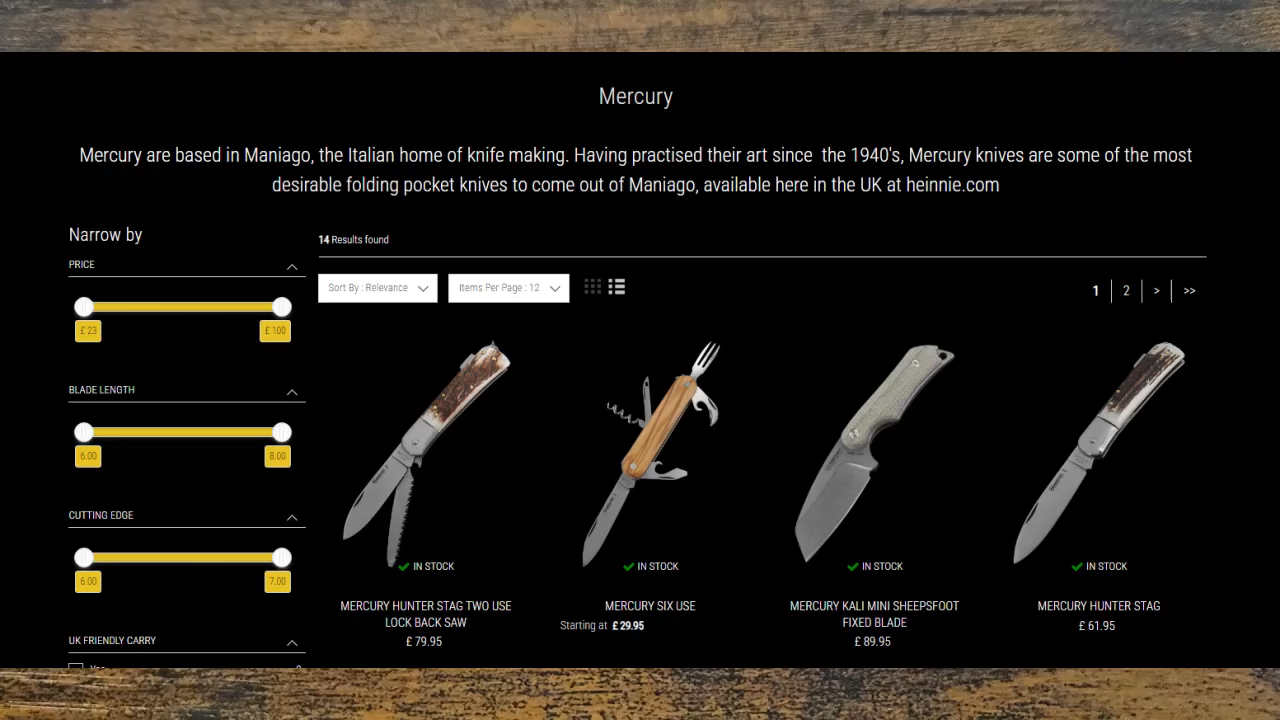 Mercury
Mercury are based in Maniago, the Italian home of knife making. Having practised their art since the 1940's, Mercury knives are some of the most
desirable folding pocket knives to come out of Maniago, available here in the UK at heinnie.com
Narrow by
14 Results found
PRICE
Sort By : Relevance
Items Per Page : 12
1
2
>
>>
£ 23
£ 100
BLADE LENGTH
6.00
8.00
CUTTING EDGE
6.00
7.00
UK FRIENDLY CARRY
IN STOCK
IN STOCK
IN STOCK
IN STOCK
MERCURY HUNTER STAG TWO USE
LOCK BACK SAW
£ 79.95
MERCURY SIX USE
Starting at £ 29.95
MERCURY KALI MINI SHEEPSFOOT
FIXED BLADE
£ 89.95
MERCURY HUNTER STAG
£ 61.95